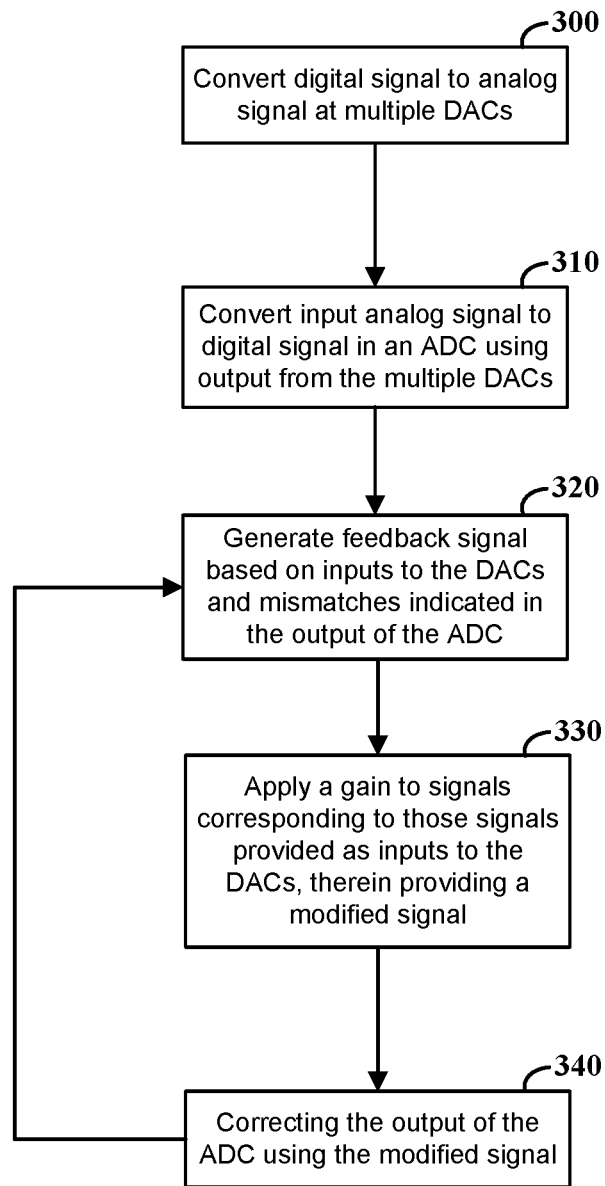 300
Convert digital signal to analog
signal at multiple DACs
310
Convert input analog signal to
digital signal in an ADC using
output from the multiple DACs
320
Generate feedback signal
based on inputs to the DACs
and mismatches indicated in
the output of the ADC
330
Apply a gain to signals
corresponding to those signals
provided as inputs to the
DACs, therein providing a
modified signal
340
Correcting the output of the
ADC using the modified signal